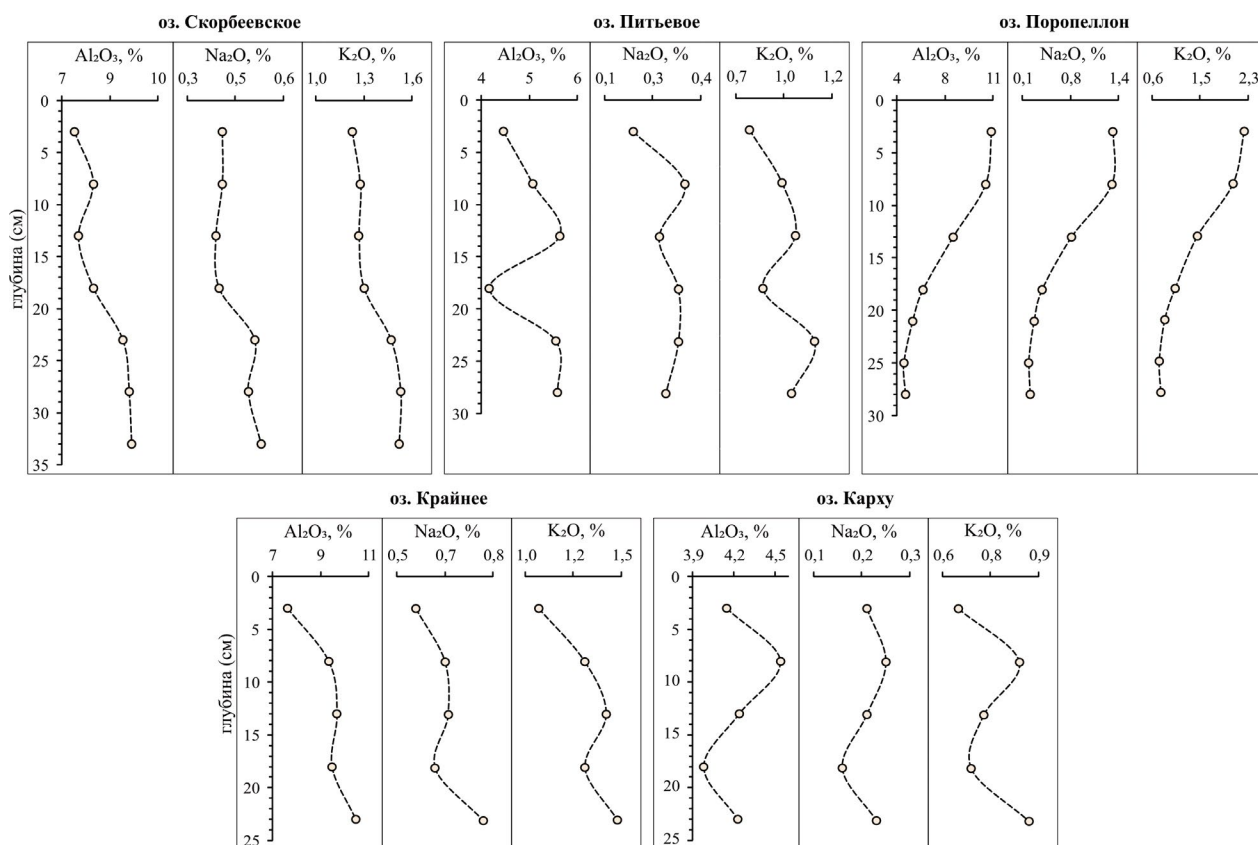 оз. Скорбеевское
оз. Питьевое
оз. Поропеллон
Al₂O₃, % Na₂O, % K₂O, %
7 9 10 0,3 0,5 0,6 1,0 1,3 1,6
Al₂O₃, % Na₂O, % K₂O, %
4 5 6 0,1 0,3 0,4 0,7 1,0 1,2
Al₂O₃, % Na₂O, % K₂O, %
4 8 11 0,1 0,8 1,4 0,6 1,5 2,3
глубина (см)
0
5
10
15
20
25
30
35
0
5
10
15
20
25
30
0
5
10
15
20
25
30
оз. Крайнее
оз. Карху
Al₂O₃, % Na₂O, % K₂O, %
7 9 11 0,5 0,7 0,8 1,0 1,2 1,5
Al₂O₃, % Na₂O, % K₂O, %
3,9 4,2 4,5 0,1 0,2 0,3 0,6 0,8 0,9
глубина (см)
0
5
10
15
20
25
0
5
10
15
20
25